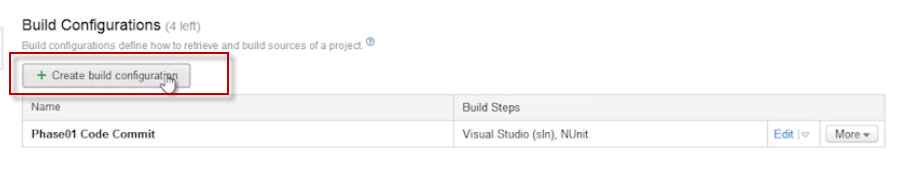 Build Configurations (4 left)
Build configurations define how to retrieve and build sources of a project. ?
+ Create build configuration
Name Build Steps
Phase01 Code Commit Visual Studio (sln), NUnit Edit More